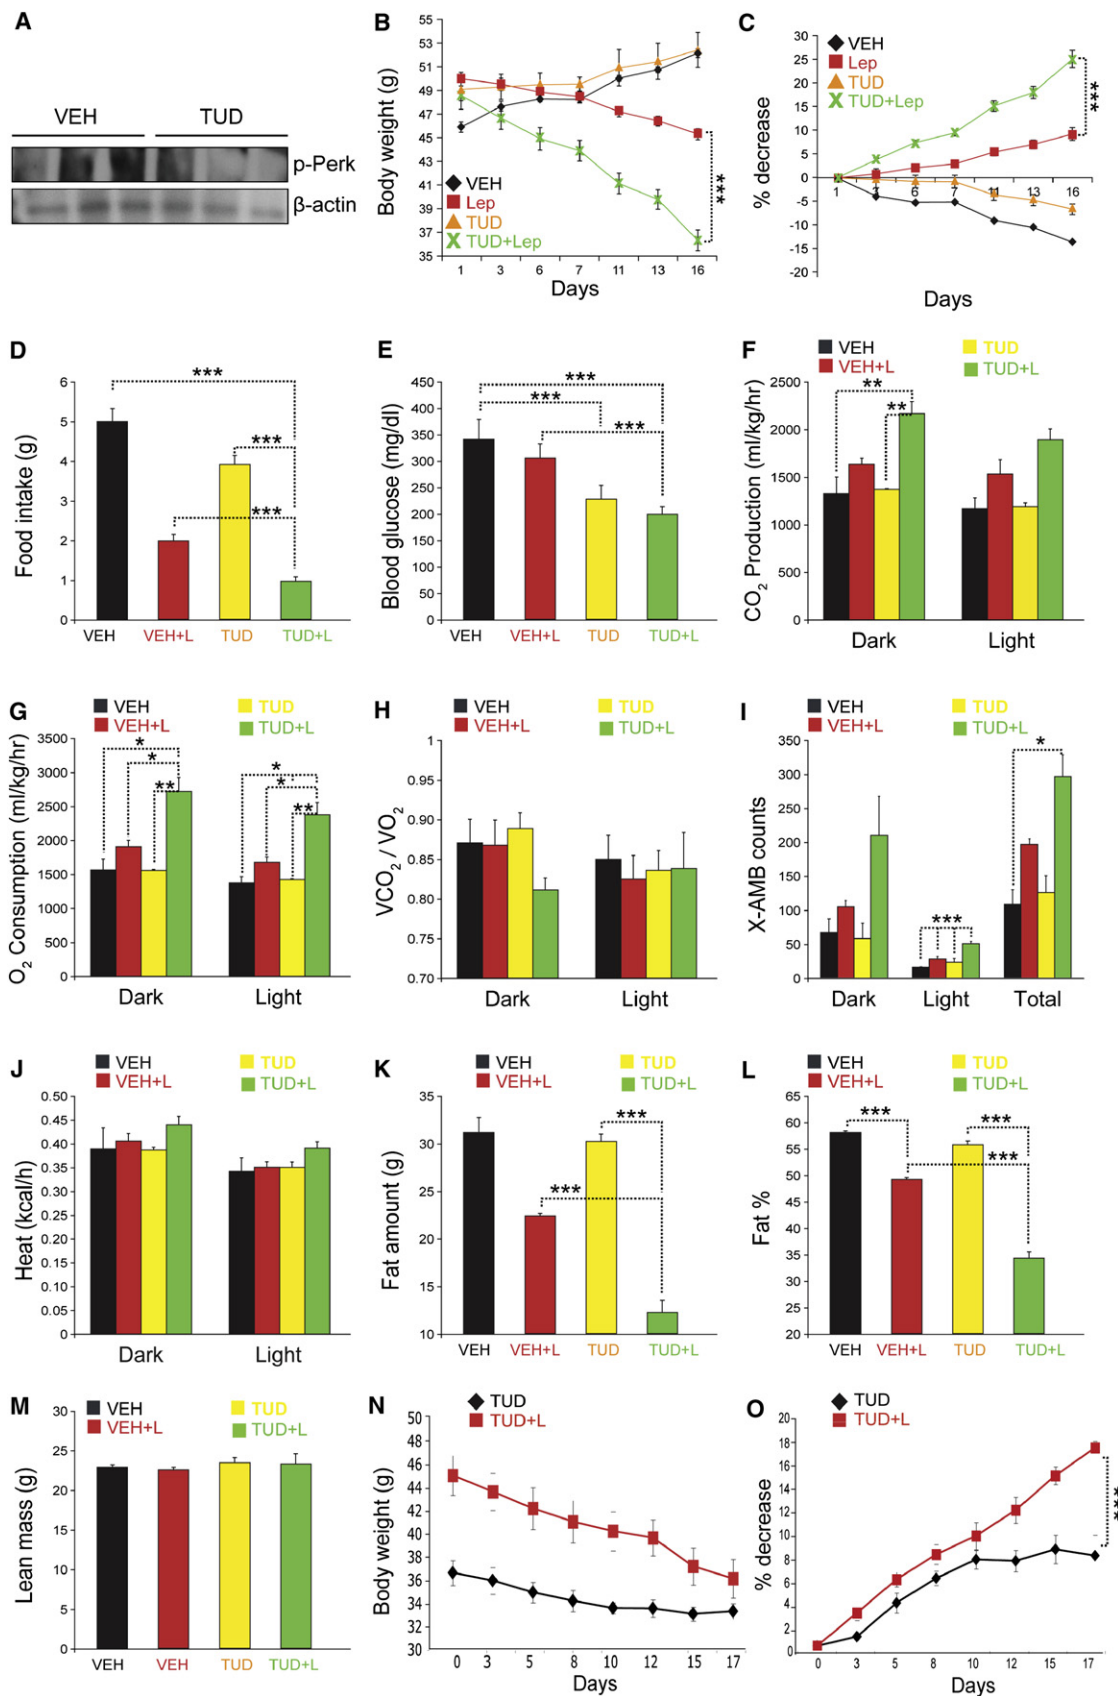 A
VEH TUD
p-Perk
β-actin
B
Body weight (g)
55
53
51
49
47
45
43
41
39
37
35
VEH
Lep
TUD
TUD+Lep
***
1 3 6 7 11 13 16
Days
C
VEH
Lep
TUD
TUD+Lep
% decrease
30
25
20
15
10
5
0
-5
-10
-15
-20
***
1 3 6 7 11 13 16
Days
D
Food intake (g)
6
5
4
3
2
1
0
***
***
***
VEH VEH+L TUD TUD+L
E
Blood glucose (mg/dl)
450
400
350
300
250
200
150
100
50
0
***
***
***
VEH VEH+L TUD TUD+L
F
VEH TUD
VEH+L TUD+L
CO2 Production (ml/kg/hr)
2500
2000
1500
1000
500
0
**
**
Dark Light
G
VEH TUD
VEH+L TUD+L
O2 Consumption (ml/kg/hr)
3500
3000
2500
2000
1500
1000
500
0
*
*
**
*
*
**
Dark Light
H
VEH TUD
VEH+L TUD+L
VCO2 / VO2
1
0.95
0.90
0.85
0.80
0.75
0.70
Dark Light
I
VEH TUD
VEH+L TUD+L
X-AMB counts
350
300
250
200
150
100
50
0
***
*
Dark Light Total
J
VEH TUD
VEH+L TUD+L
Heat (kcal/h)
0.50
0.45
0.40
0.35
0.30
0.25
0.20
0.15
0.10
0.05
0
Dark Light
K
VEH TUD
VEH+L TUD+L
Fat amount (g)
35
30
25
20
15
10
***
***
VEH VEH+L TUD TUD+L
L
VEH TUD
VEH+L TUD+L
Fat %
65
60
55
50
45
40
35
30
25
20
***
***
***
VEH VEH+L TUD TUD+L
M
VEH TUD
VEH+L TUD+L
Lean mass (g)
30
25
20
15
10
5
0
VEH VEH TUD TUD+L
N
TUD
TUD+L
Body weight (g)
50
45
44
42
40
38
36
34
32
30
0 3 5 8 10 12 15 17
Days
O
TUD
TUD+L
% decrease
20
18
16
14
12
10
8
6
4
2
0
***
0 3 5 8 10 12 15 17
Days